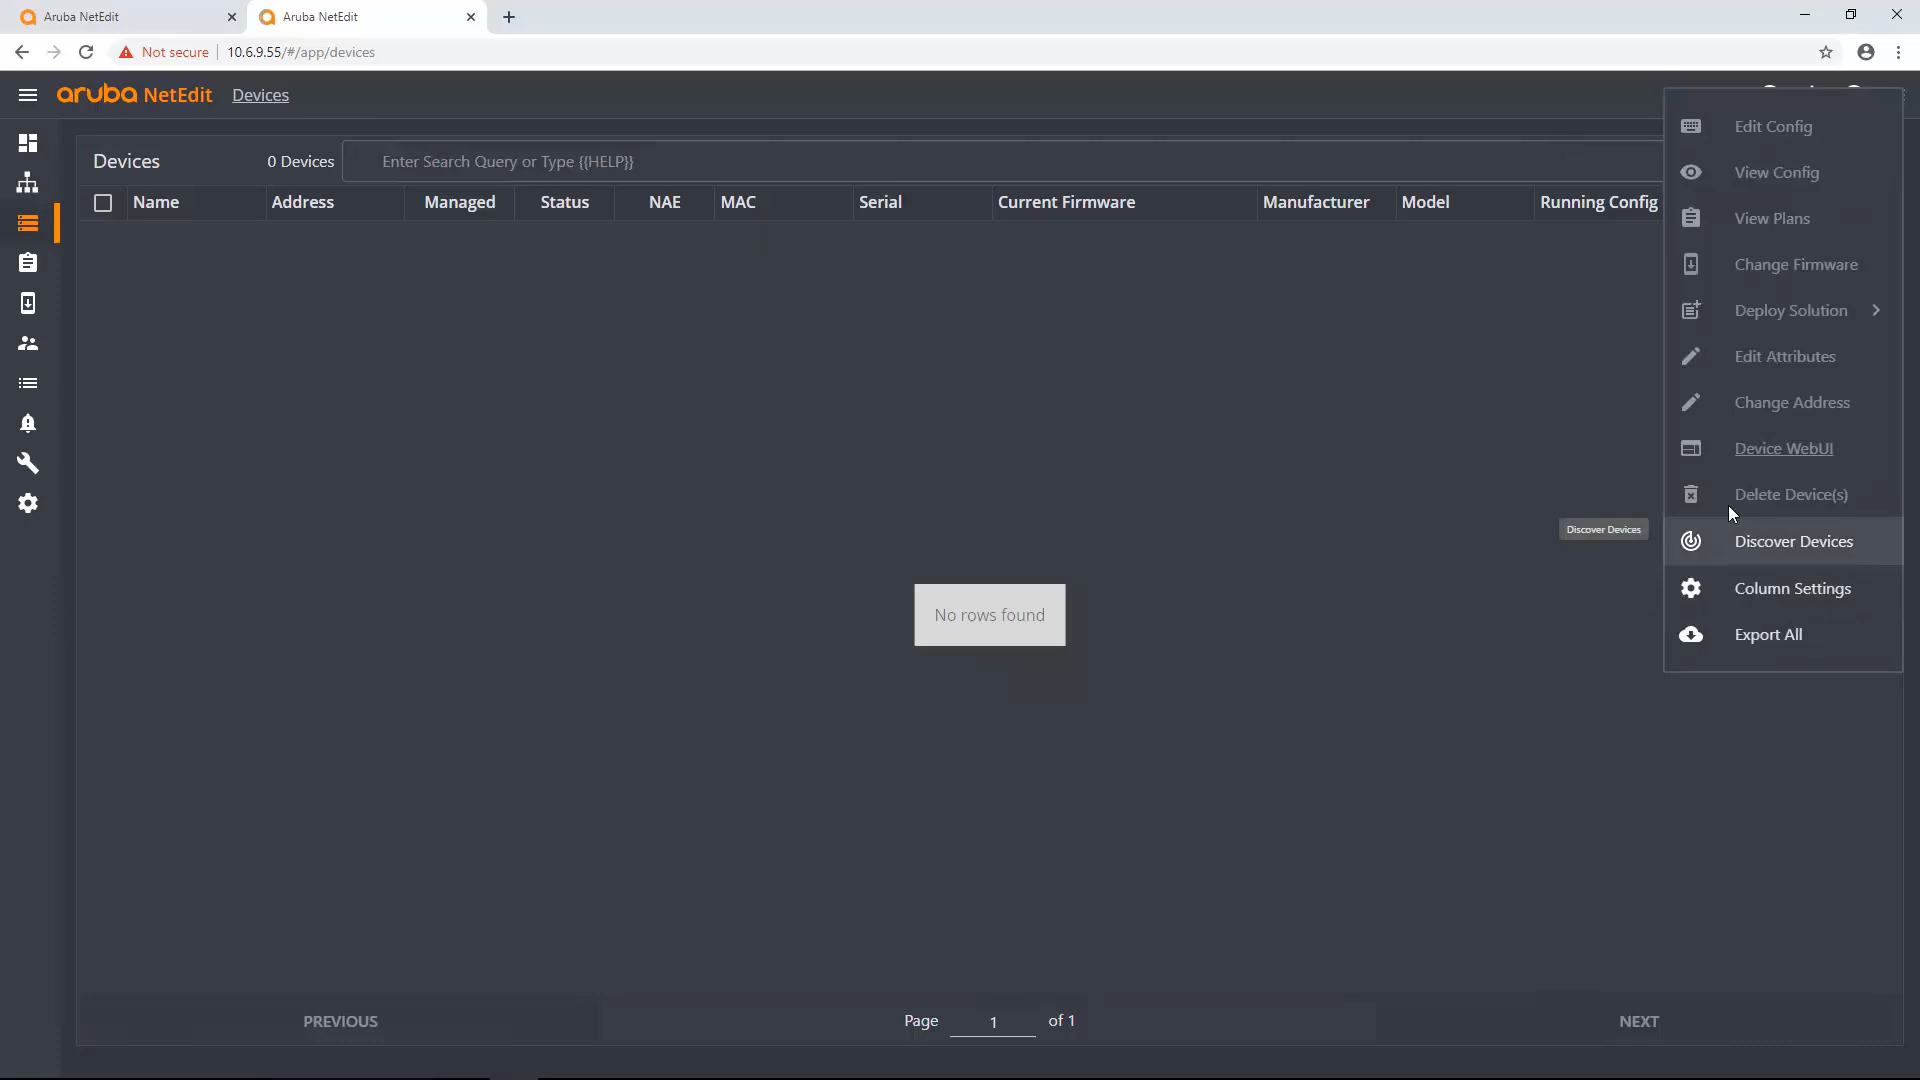 Aruba NetEdit
Aruba NetEdit
Not secure 10.6.9.55/#/app/devices
aruba NetEdit Devices
Devices 0 Devices Enter Search Query or Type {{HELP}}
Name Address Managed Status NAE MAC Serial Current Firmware Manufacturer Model Running Config
Edit Config
View Config
View Plans
Change Firmware
Deploy Solution
Edit Attributes
Change Address
Device WebUI
Delete Device(s)
Discover Devices
Discover Devices
Column Settings
Export All
No rows found
PREVIOUS Page 1 of 1 NEXT